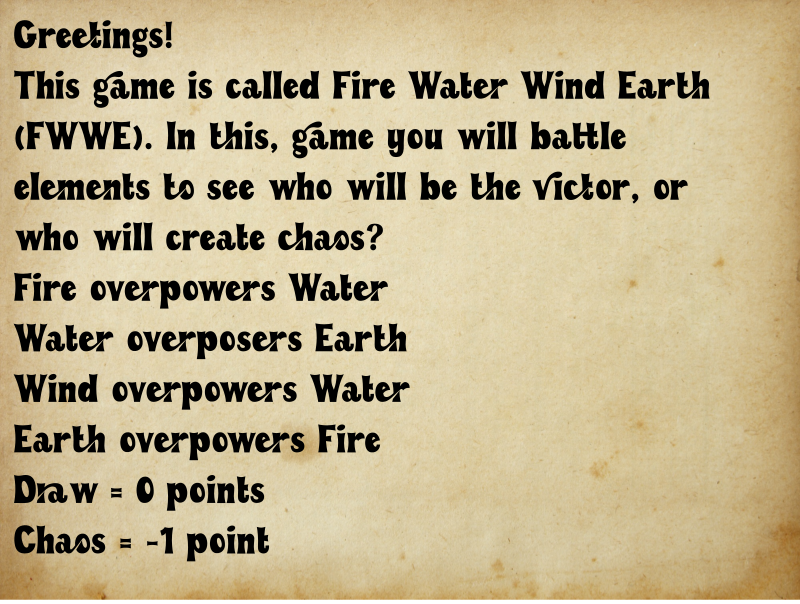 Greetings!
This game is called Fire Water Wind Earth
(FWWE). In this, game you will battle
elements to see who will be the victor, or
who will create chaos?
Fire overpowers Water
Water overposers Earth
Wind overpowers Water
Earth overpowers Fire
Draw = 0 points
Chaos = -1 point